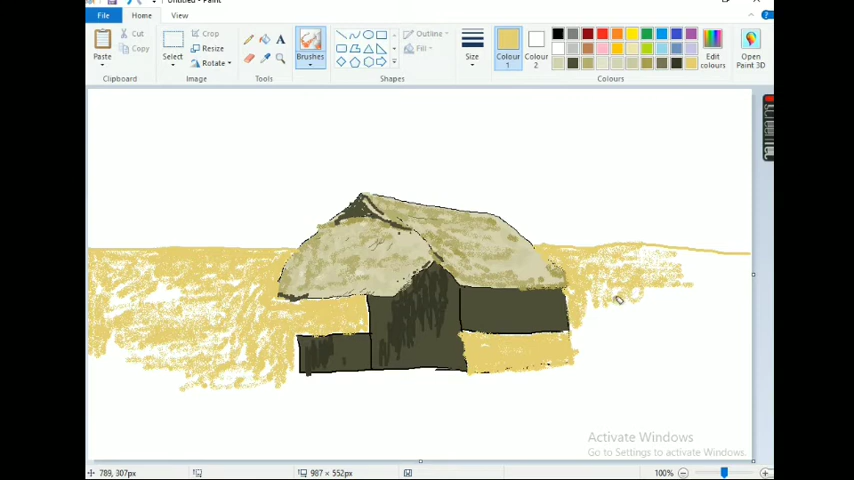 Untitled - Paint
File Home View
Paste
Cut
Copy
Clipboard
Select
Crop
Resize
Rotate
Image
A
Tools
Brushes
Outline
Fill
Shapes
Size
Colour 1
Colour 2
Edit colours
Open Paint 3D
Colours
Activate Windows
Go to Settings to activate Windows.
789, 307px 987 × 552px 100%